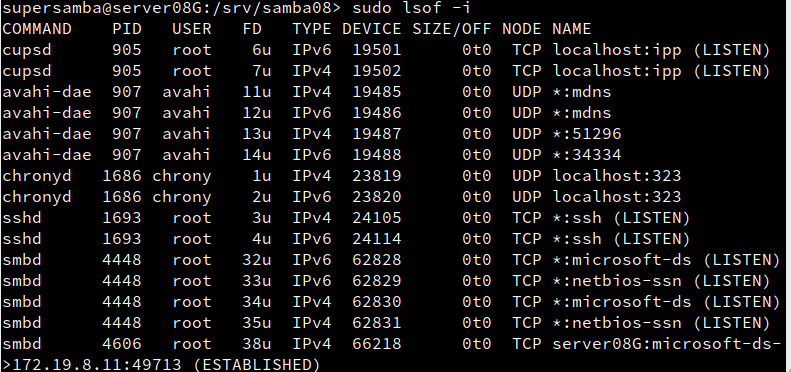 supersamba@server08G:/srv/samba08> sudo lsof -i
COMMAND    PID   USER   FD   TYPE DEVICE SIZE/OFF NODE NAME
cupsd      905   root    6u  IPv6  19501      0t0  TCP localhost:ipp (LISTEN)
cupsd      905   root    7u  IPv4  19502      0t0  TCP localhost:ipp (LISTEN)
avahi-dae  907  avahi   11u  IPv4  19485      0t0  UDP *:mdns
avahi-dae  907  avahi   12u  IPv6  19486      0t0  UDP *:mdns
avahi-dae  907  avahi   13u  IPv4  19487      0t0  UDP *:51296
avahi-dae  907  avahi   14u  IPv6  19488      0t0  UDP *:34334
chronyd   1686 chrony    1u  IPv4  23819      0t0  UDP localhost:323
chronyd   1686 chrony    2u  IPv6  23820      0t0  UDP localhost:323
sshd      1693   root    3u  IPv4  24105      0t0  TCP *:ssh (LISTEN)
sshd      1693   root    4u  IPv6  24114      0t0  TCP *:ssh (LISTEN)
smbd      4448   root   32u  IPv6  62828      0t0  TCP *:microsoft-ds (LISTEN)
smbd      4448   root   33u  IPv6  62829      0t0  TCP *:netbios-ssn (LISTEN)
smbd      4448   root   34u  IPv4  62830      0t0  TCP *:microsoft-ds (LISTEN)
smbd      4448   root   35u  IPv4  62831      0t0  TCP *:netbios-ssn (LISTEN)
smbd      4606   root   38u  IPv4  66218      0t0  TCP server08G:microsoft-ds-
>172.19.8.11:49713 (ESTABLISHED)